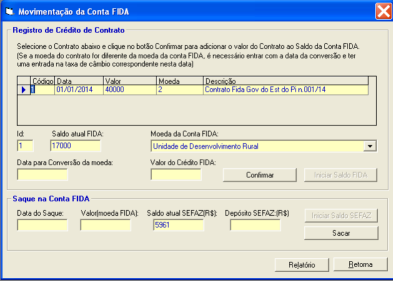 Movimentação da Conta FIDA
Registro de Crédito de Contrato
Selecione o Contrato abaixo e clique no botão Confirmar para adicionar o valor do Contrato ao Saldo da Conta FIDA.
(Se a moeda do contrato for diferente da moeda da conta FIDA, é necessário entrar com a data da conversão e ter
uma entrada na taxa de câmbio correspondente nesta data)
Código Data Valor Moeda Descrição
1 01/01/2014 40000 2 Contrato Fida Gov do Est do Pi n.001/14
Id: Saldo atual FIDA: Moeda da Conta FIDA:
1 17000 Unidade de Desenvolvimento Rural
Data para Conversão da moeda: Valor do Crédito FIDA:
Confirmar Iniciar Saldo FIDA
Saque na Conta FIDA
Data do Saque: Valor(moeda FIDA): Saldo atual SEFAZ(R$): Depósito SEFAZ:(R$)
5961 Iniciar Saldo SEFAZ
Sacar
Relatório Retorna